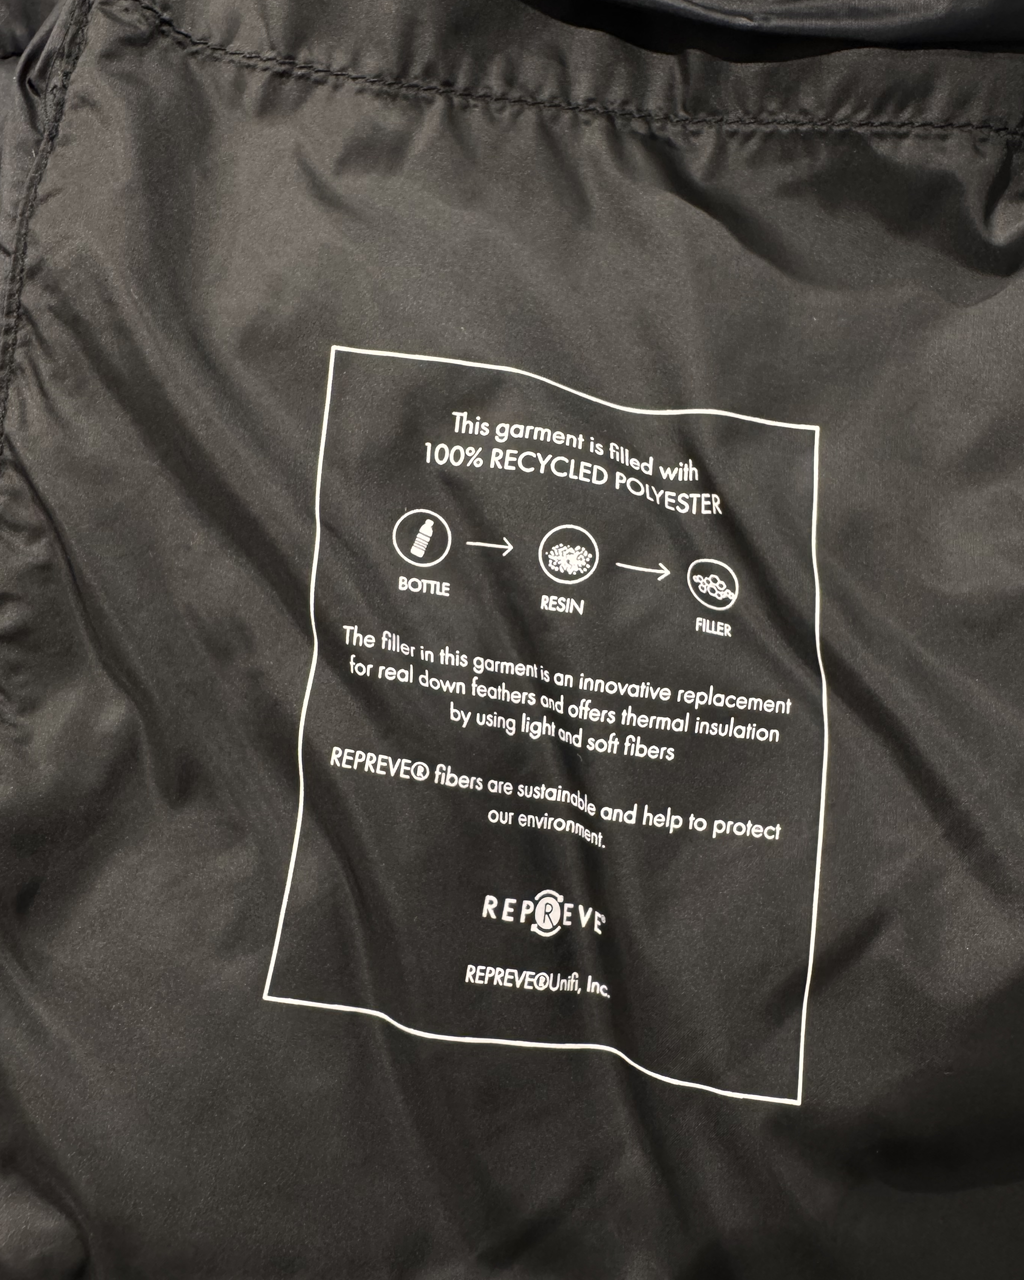 This garment is filled with
100% RECYCLED POLYESTER
BOTTLE
RESIN
FILLER
The filler in this garment is an innovative replacement
for real down feathers and offers thermal insulation
by using light and soft fibers
REPREVE® fibers are sustainable and help to protect
our environment.
REPREVE®
REPREVE®Unifi, Inc.